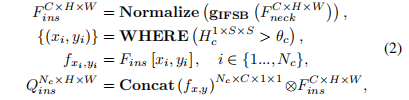 F_{ins}^{C×H×W} = Normalize (g_{IFSB} (F_{neck}^{C×H×W})) ,
{(x_i, y_i)} = WHERE (H_c^{1×S×S} > θ_c) ,
f_{x_i,y_i} = F_{ins} [x_i, y_i] , i ∈ {1..., N_c}, (2)
Q_{ins}^{N_c×H×W} = Concat (f_{x,y})^{N_c×C×1×1} ⊗ F_{ins}^{C×H×W},